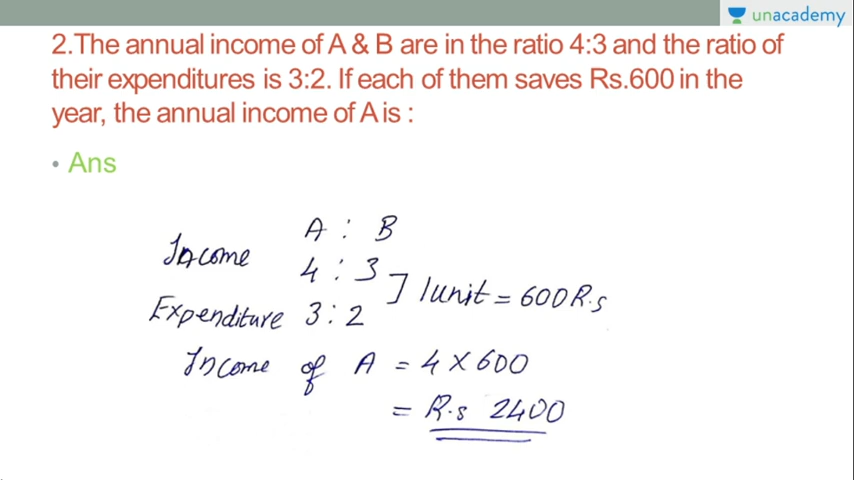 unacademy
2.The annual income of A & B are in the ratio 4:3 and the ratio of
their expenditures is 3:2. If each of them saves Rs.600 in the
year, the annual income of A is :
• Ans
A : B
Income 4 : 3
] 1unit = 600R.s
Expenditure 3 : 2
Income of A = 4 X 600
= R.s 2400